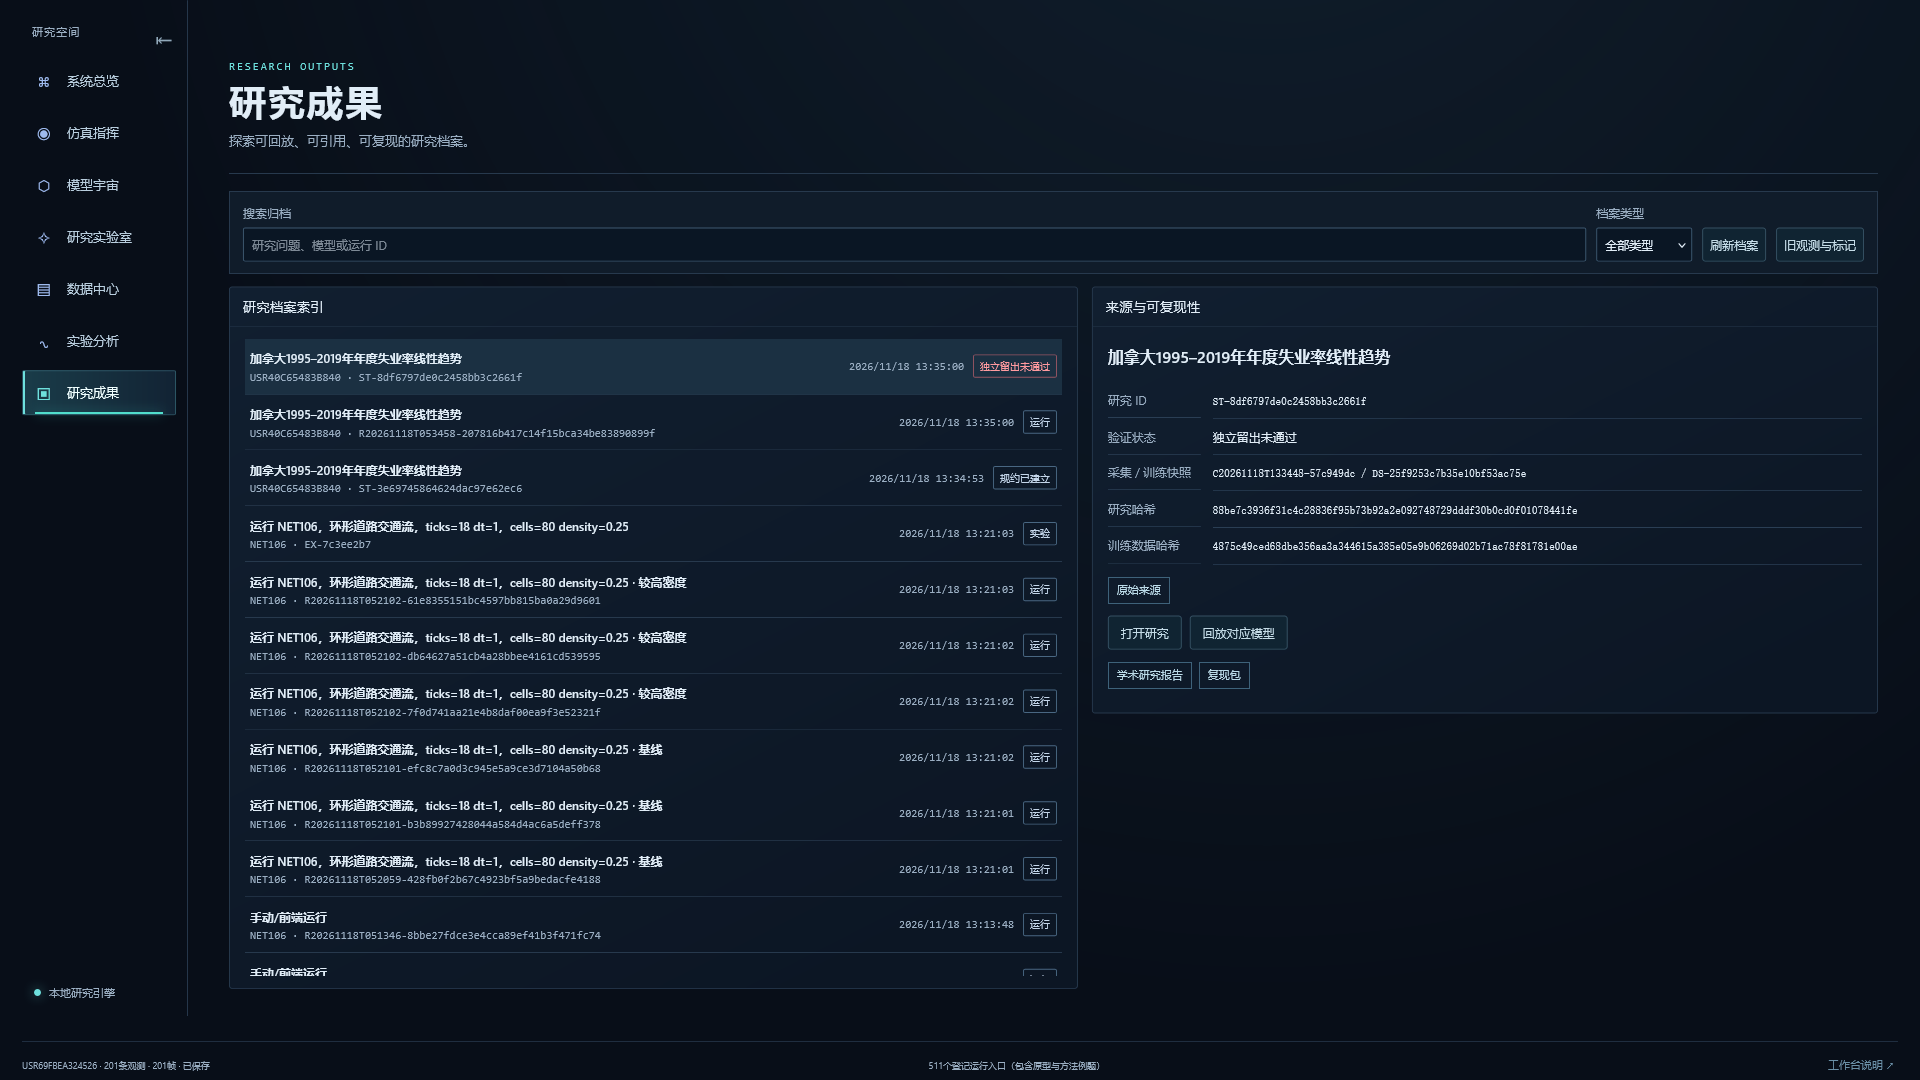 研究空间
系统总览
仿真指挥
模型宇宙
研究实验室
数据中心
实验分析
研究成果
本地研究引擎
RESEARCH OUTPUTS
研究成果
探索可回放、可引用、可复现的研究档案。
搜索归档
研究问题、模型或运行 ID
档案类型
全部类型
刷新档案
旧观测与标记
研究档案索引
加拿大1995–2019年年度失业率线性趋势
USR40C65483B840 · ST-8df6797de0c2458bb3c2661f
2026/11/18 13:35:00 独立留出未通过
加拿大1995–2019年年度失业率线性趋势
USR40C65483B840 · R20261118T053458-207816b417c14f15bca34be83890899f
2026/11/18 13:35:00 运行
加拿大1995–2019年年度失业率线性趋势
USR40C65483B840 · ST-3e69745864624dac97e62ec6
2026/11/18 13:34:53 规约已建立
运行 NET106，环形道路交通流，ticks=18 dt=1，cells=80 density=0.25
NET106 · EX-7c3ee2b7
2026/11/18 13:21:03 实验
运行 NET106，环形道路交通流，ticks=18 dt=1，cells=80 density=0.25 · 较高密度
NET106 · R20261118T052102-61e8355151bc4597bb815ba0a29d9601
2026/11/18 13:21:03 运行
运行 NET106，环形道路交通流，ticks=18 dt=1，cells=80 density=0.25 · 较高密度
NET106 · R20261118T052102-db64627a51cb4a28bbee4161cd539595
2026/11/18 13:21:02 运行
运行 NET106，环形道路交通流，ticks=18 dt=1，cells=80 density=0.25 · 较高密度
NET106 · R20261118T052102-7f0d741aa21e4b8daf00ea9f3e52321f
2026/11/18 13:21:02 运行
运行 NET106，环形道路交通流，ticks=18 dt=1，cells=80 density=0.25 · 基线
NET106 · R20261118T052101-efc8c7a0d3c945e5a9ce3d7104a50b68
2026/11/18 13:21:02 运行
运行 NET106，环形道路交通流，ticks=18 dt=1，cells=80 density=0.25 · 基线
NET106 · R20261118T052101-b3b89927428044a584d4ac6a5deff378
2026/11/18 13:21:01 运行
运行 NET106，环形道路交通流，ticks=18 dt=1，cells=80 density=0.25 · 基线
NET106 · R20261118T052059-428fb0f2b67c4923bf5a9bedacfe4188
2026/11/18 13:21:01 运行
手动/前端运行
NET106 · R20261118T051346-8bbe27fdce3e4cca89ef41b3f471fc74
2026/11/18 13:13:48 运行
手动/前端运行
来源与可复现性
加拿大1995–2019年年度失业率线性趋势
研究 ID ST-8df6797de0c2458bb3c2661f
验证状态 独立留出未通过
采集 / 训练快照 C20261118T133448-57c949dc / DS-25f9253c7b35e10bf53ac75e
研究哈希 88be7c3936f31c4c28836f95b73b92a2e092748729dddf30b0cd0f01078441fe
训练数据哈希 4875c49ced68dbe356aa3a344615a385e05e9b06269d02b71ac78f81781e00ae
原始来源
打开研究 回放对应模型
学术研究报告 复现包
USR69FBEA324526 · 201条观测 · 201帧 · 已保存
511个登记运行入口（包含原型与方法例题）
工作台说明 ↗